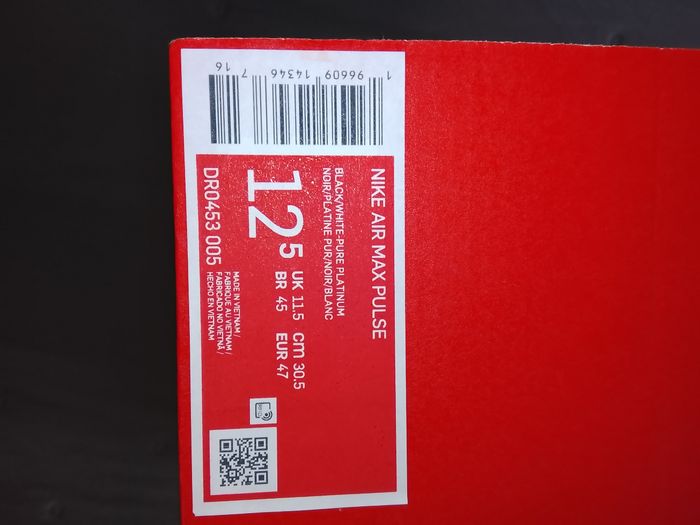 NIKE AIR MAX PULSE
BLACK/WHITE-PURE PLATINUM
NOIR/PLATINE PUR/NOIR/BLANC
12 5
UK 11.5 cm 30.5
BR 45 EUR 47
DR0453 005
MADE IN VIETNAM /
FABRIQUÉ AU VIETNAM /
FABRICADO NO VIETNÃ /
HECHO EN VIETNAM
1 96609 14346 7 16